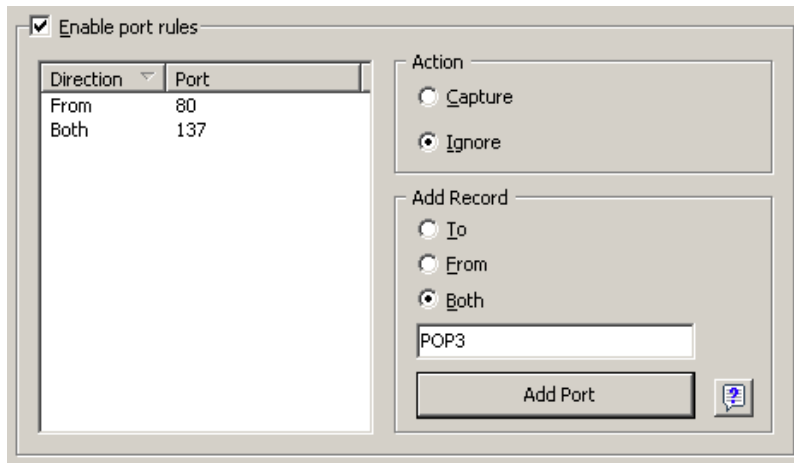 Enable port rules
Direction Port
From 80
Both 137
Action
Capture
Ignore
Add Record
To
From
Both
POP3
Add Port
?